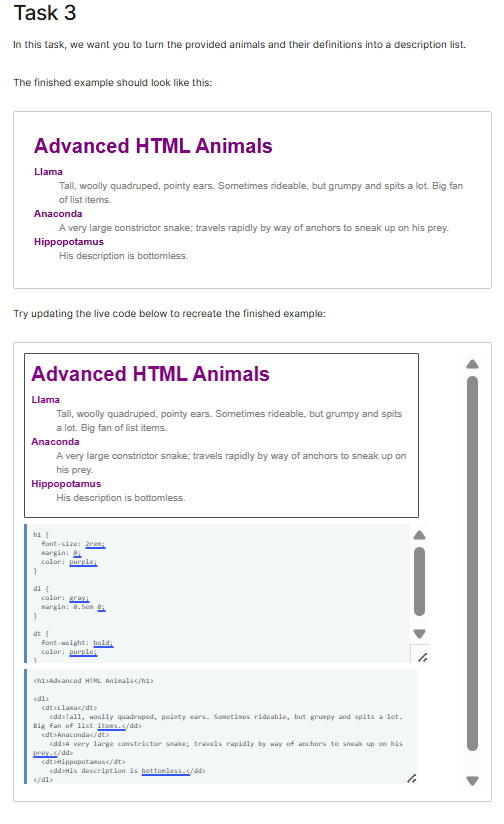 Task 3
In this task, we want you to turn the provided animals and their definitions into a description list.
The finished example should look like this:
Advanced HTML Animals
Llama
Tall, woolly quadruped, pointy ears. Sometimes rideable, but grumpy and spits a lot. Big fan
of list items.
Anaconda
A very large constrictor snake; travels rapidly by way of anchors to sneak up on his prey.
Hippopotamus
His description is bottomless.
Try updating the live code below to recreate the finished example:
Advanced HTML Animals
Llama
Tall, woolly quadruped, pointy ears. Sometimes rideable, but grumpy and spits
a lot. Big fan of list items.
Anaconda
A very large constrictor snake; travels rapidly by way of anchors to sneak up on
his prey.
Hippopotamus
His description is bottomless.
h1 {
font-size: 2rem;
margin: 0;
color: purple;
}
dl {
color: gray;
margin: 0.5em 0;
}
dt {
font-weight: bold;
color: purple;
}
<h1>Advanced HTML Animals</h1>
<dl>
<dt>Llama</dt>
<dd>Tall, woolly quadruped, pointy ears. Sometimes rideable, but grumpy and spits a lot.
Big fan of list items.</dd>
<dt>Anaconda</dt>
<dd>A very large constrictor snake; travels rapidly by way of anchors to sneak up on his
prey.</dd>
<dt>Hippopotamus</dt>
<dd>His description is bottomless.</dd>
</dl>